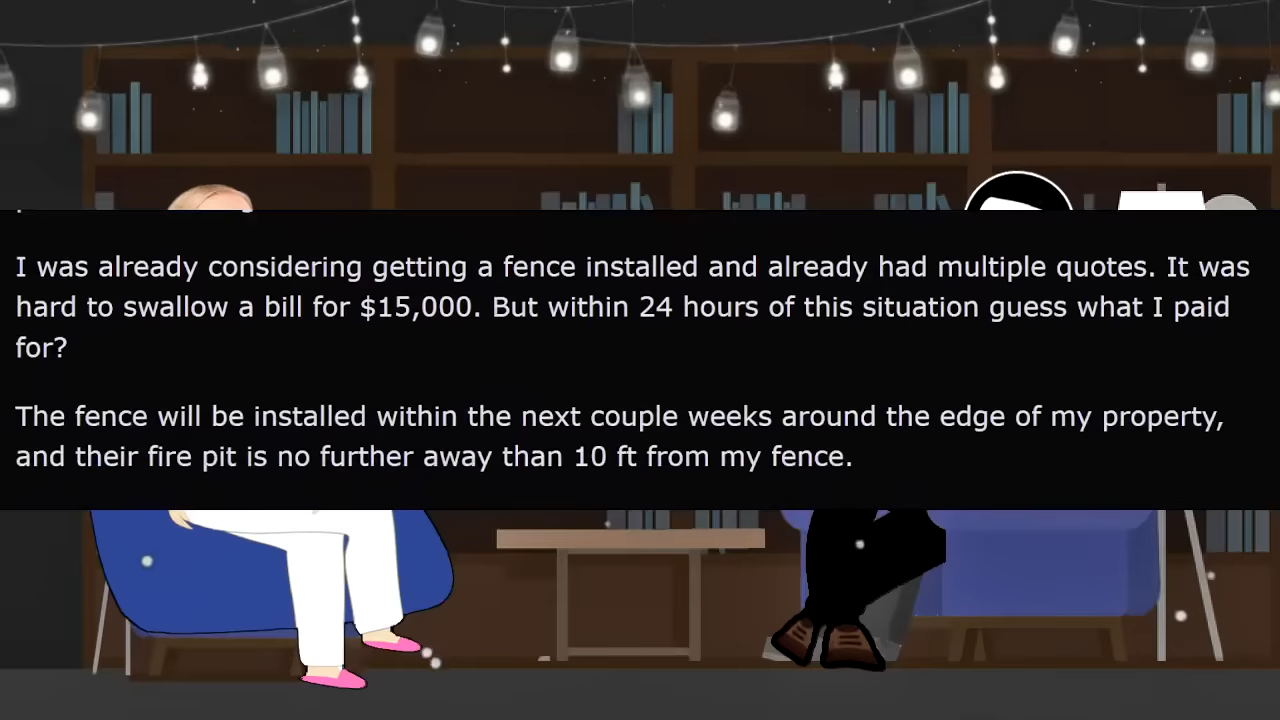 I was already considering getting a fence installed and already had multiple quotes. It was
hard to swallow a bill for $15,000. But within 24 hours of this situation guess what I paid
for?
The fence will be installed within the next couple weeks around the edge of my property,
and their fire pit is no further away than 10 ft from my fence.